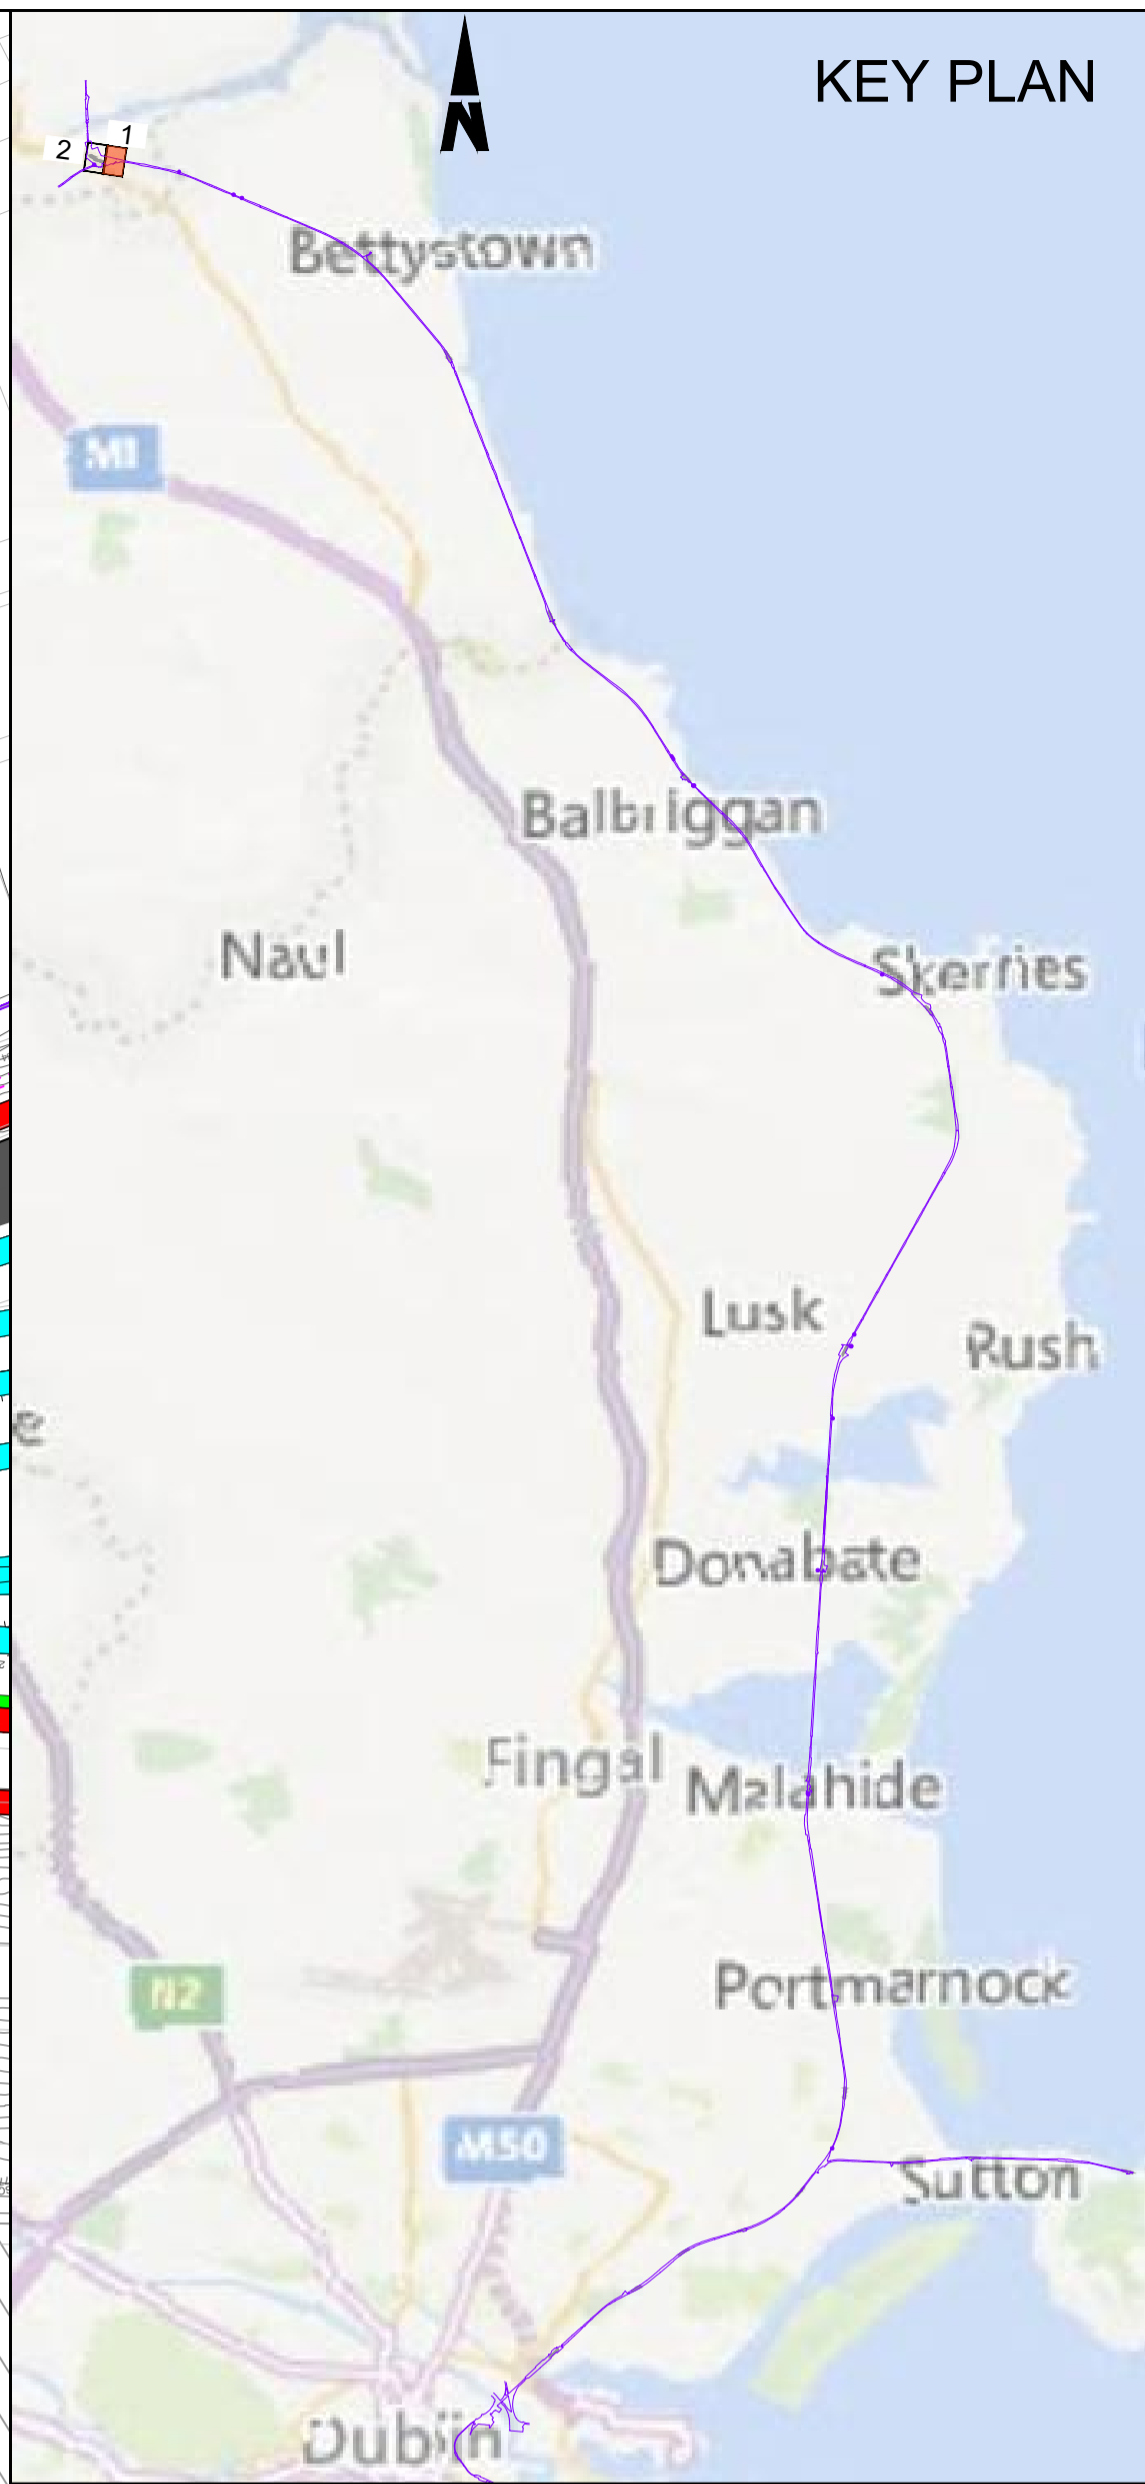 KEY PLAN
N
1
2
Bettystown
M1
Balbriggan
Naul
Skerries
Lusk
Rush
e
Donabate
Fingal
Malahide
Portmarnock
N2
M50
Sutton
Dublin